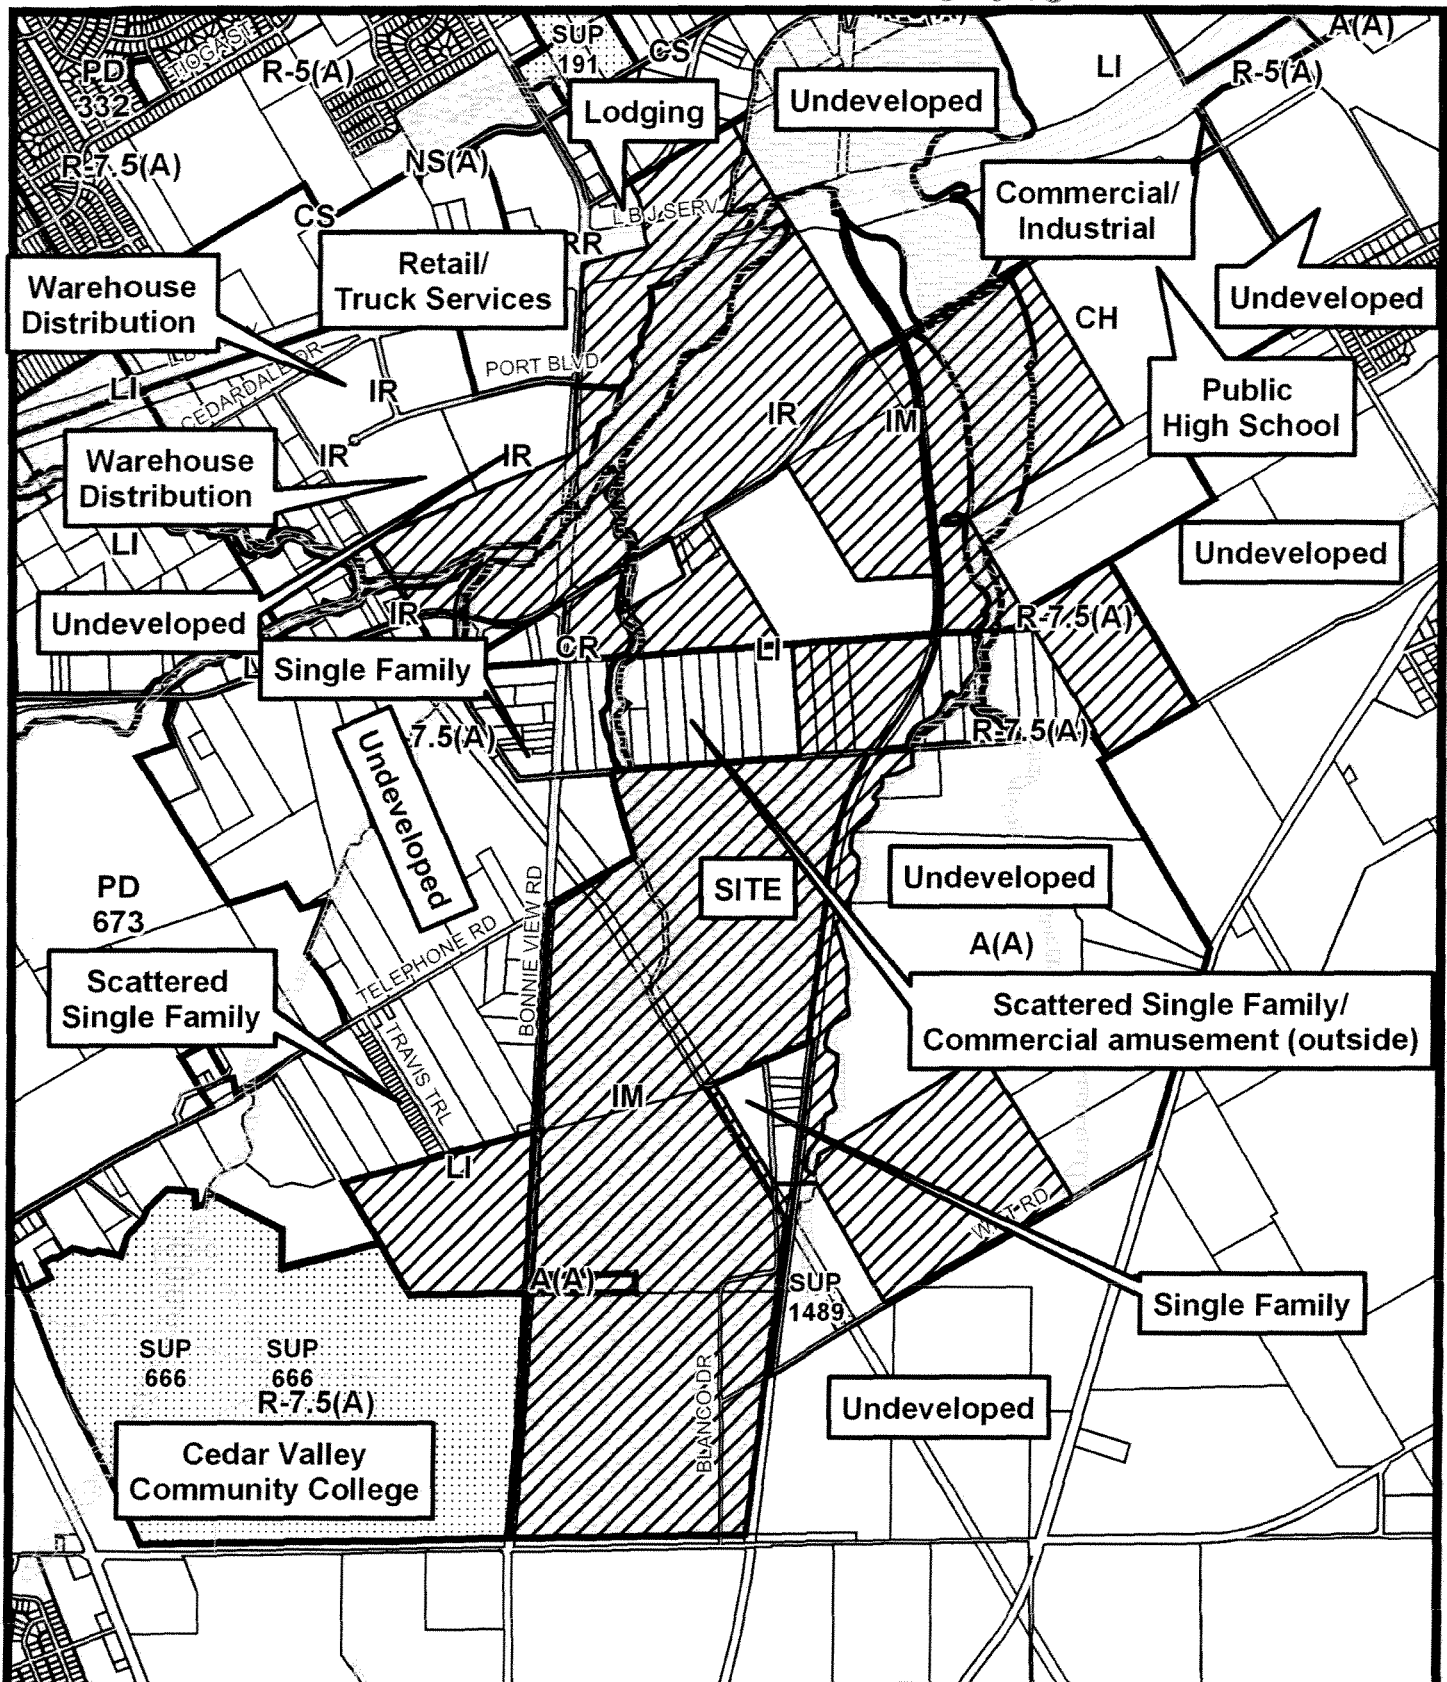 SUP
191
CS
A(A)
PD
332
TIOGA ST
R-5(A)
LI
R-5(A)
Lodging
Undeveloped
R-7.5(A)
NS(A)
CS
L B J SERV
Commercial/
Industrial
RR
Retail/
Truck Services
Warehouse
Distribution
Undeveloped
CH
PORT BLVD
CEDARDALE DR
LI
IR
Public
High School
IR
IM
IR
IR
Warehouse
Distribution
LI
Undeveloped
Undeveloped
IR
R-7.5(A)
CR
LI
Single Family
7.5(A)
R-7.5(A)
Undeveloped
SITE
Undeveloped
PD
673
BONNIE VIEW RD
TELEPHONE RD
A(A)
Scattered
Single Family
Scattered Single Family/
Commercial amusement (outside)
TRAVIS TRL
IM
LI
A(A)
SUP
1489
Single Family
SUP
666
SUP
666
R-7.5(A)
BLANCO DR
Undeveloped
Cedar Valley
Community College